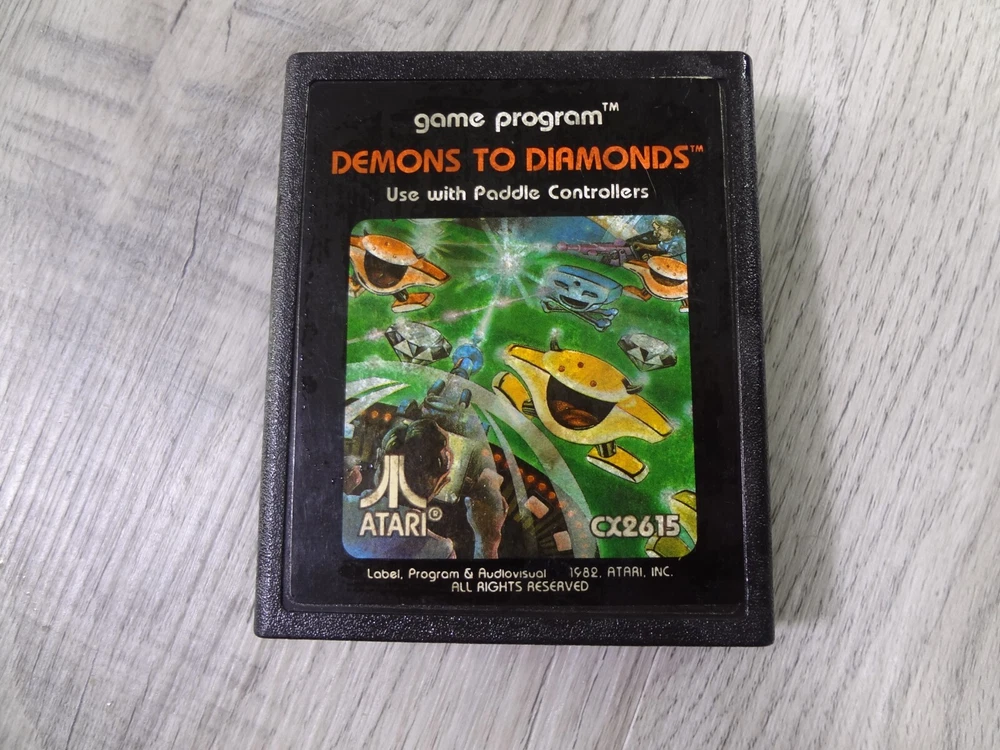 game program™
DEMONS TO DIAMONDS™
Use with Paddle Controllers
ATARI®
CX2615
Label, Program & Audiovisual 1982, ATARI, INC.
ALL RIGHTS RESERVED